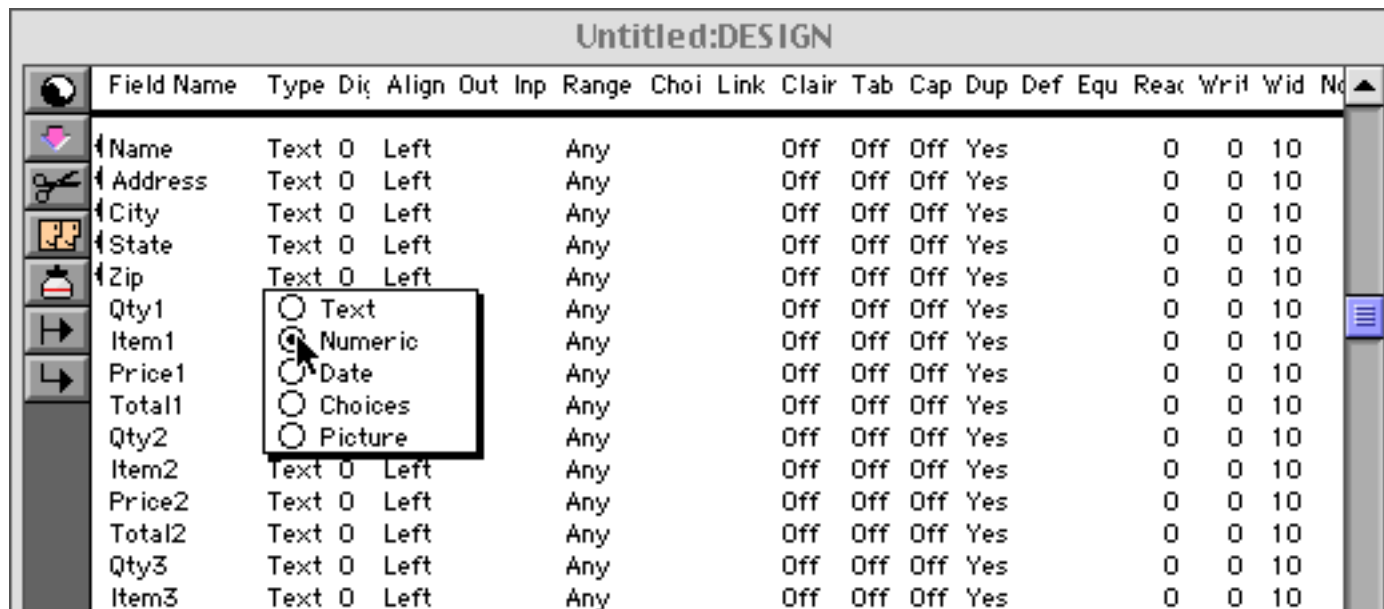 Untitled:DESIGN
Field Name Type Dig Align Out Inp Range Choi Link Clair Tab Cap Dup Def Equ Read Writ Wid No
Name Text 0 Left Any Off Off Off Yes 0 0 10
Address Text 0 Left Any Off Off Off Yes 0 0 10
City Text 0 Left Any Off Off Off Yes 0 0 10
State Text 0 Left Any Off Off Off Yes 0 0 10
Zip Text 0 Left Any Off Off Off Yes 0 0 10
Qty1 Text Any Off Off Off Yes 0 0 10
Item1 Numeric Any Off Off Off Yes 0 0 10
Price1 Date Any Off Off Off Yes 0 0 10
Total1 Choices Any Off Off Off Yes 0 0 10
Qty2 Picture Any Off Off Off Yes 0 0 10
Item2 Text 0 Left Any Off Off Off Yes 0 0 10
Price2 Text 0 Left Any Off Off Off Yes 0 0 10
Total2 Text 0 Left Any Off Off Off Yes 0 0 10
Qty3 Text 0 Left Any Off Off Off Yes 0 0 10
Item3 Text 0 Left Any Off Off Off Yes 0 0 10